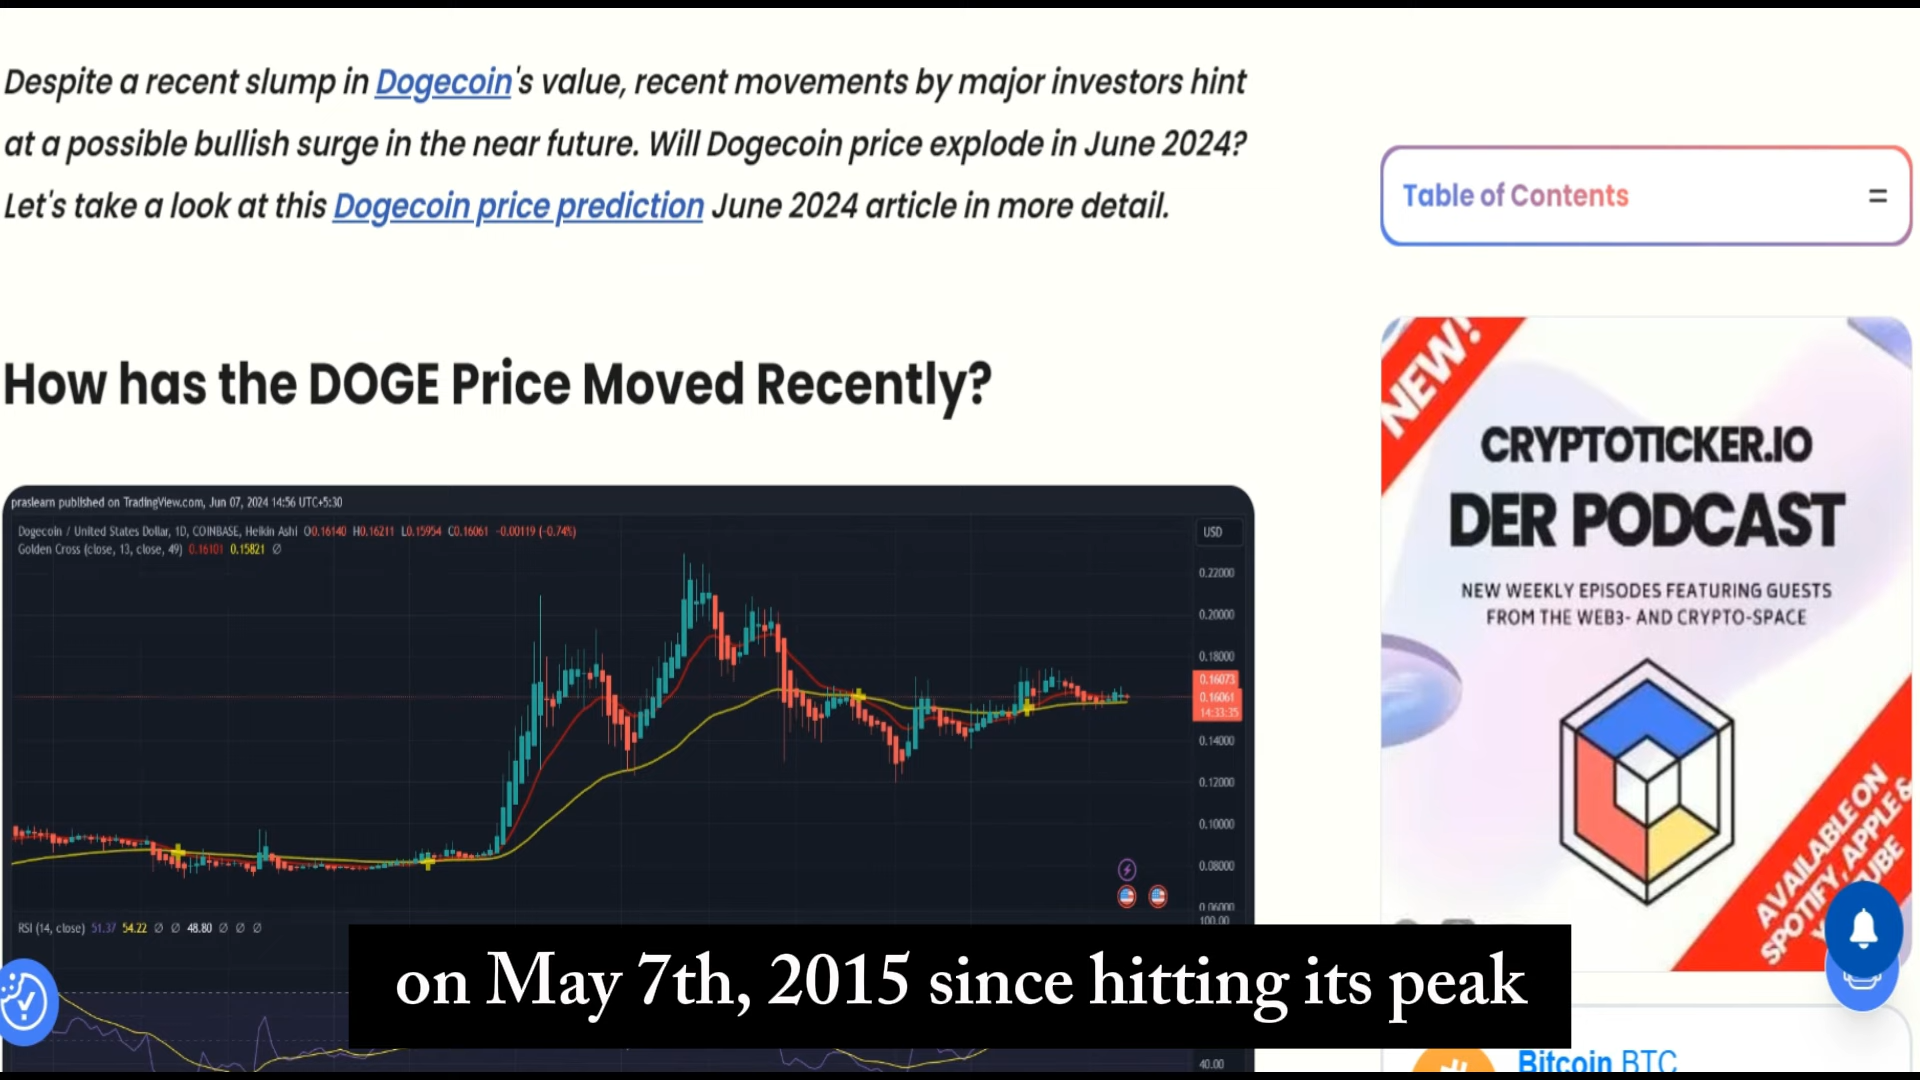 Despite a recent slump in Dogecoin's value, recent movements by major investors hint
at a possible bullish surge in the near future. Will Dogecoin price explode in June 2024?
Let's take a look at this Dogecoin price prediction June 2024 article in more detail.
Table of Contents
How has the DOGE Price Moved Recently?
praslearn published on TradingView.com, Jun 07, 2024 14:56 UTC+5:30
Dogecoin / United States Dollar, 1D, COINBASE, Heikin Ashi O0.16140 H0.16211 L0.15954 C0.16061 -0.00119 (-0.74%)
Golden Cross (close, 13, close, 49) 0.16101 0.15821 Ø
USD
0.22000
0.20000
0.18000
0.16073
0.16061
14:33:35
0.14000
0.12000
0.10000
0.08000
0.06000
100.00
RSI (14, close) 51.37 54.22 Ø Ø 48.80 Ø Ø Ø
40.00
NEW!
CRYPTOTICKER.IO
DER PODCAST
NEW WEEKLY EPISODES FEATURING GUESTS
FROM THE WEB3- AND CRYPTO-SPACE
AVAILABLE ON
SPOTIFY, APPLE &
on May 7th, 2015 since hitting its peak
Bitcoin BTC